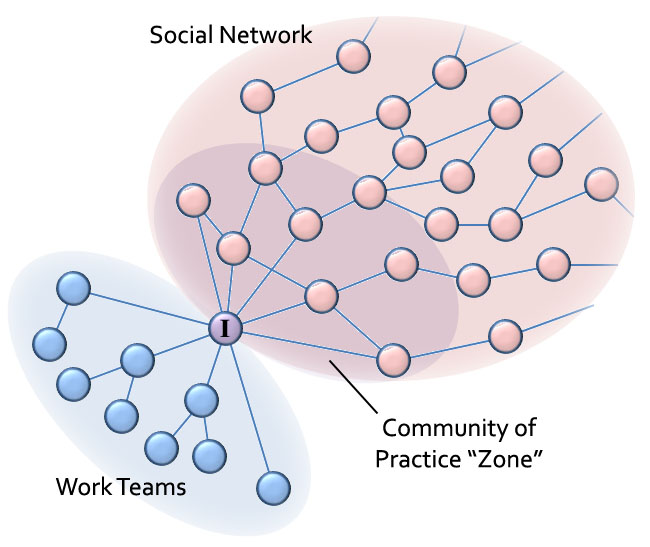 Social Network
I
Community of
Practice “Zone”
Work Teams